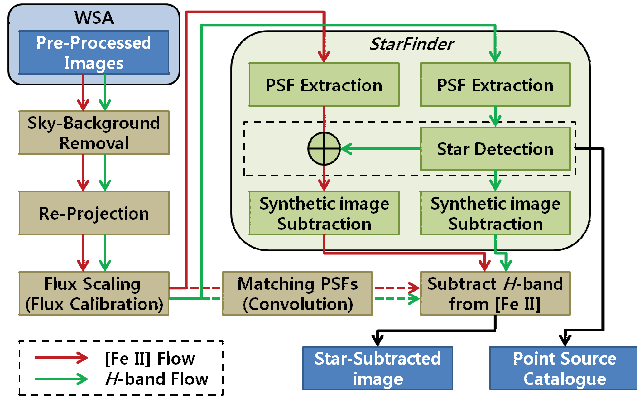 WSA
Pre-Processed
Images
Sky-Background
Removal
Re-Projection
Flux Scaling
(Flux Calibration)
StarFinder
PSF Extraction
PSF Extraction
Star Detection
Synthetic image
Subtraction
Synthetic image
Subtraction
Matching PSFs
(Convolution)
Subtract H-band
from [Fe II]
[Fe II] Flow
H-band Flow
Star-Subtracted
image
Point Source
Catalogue